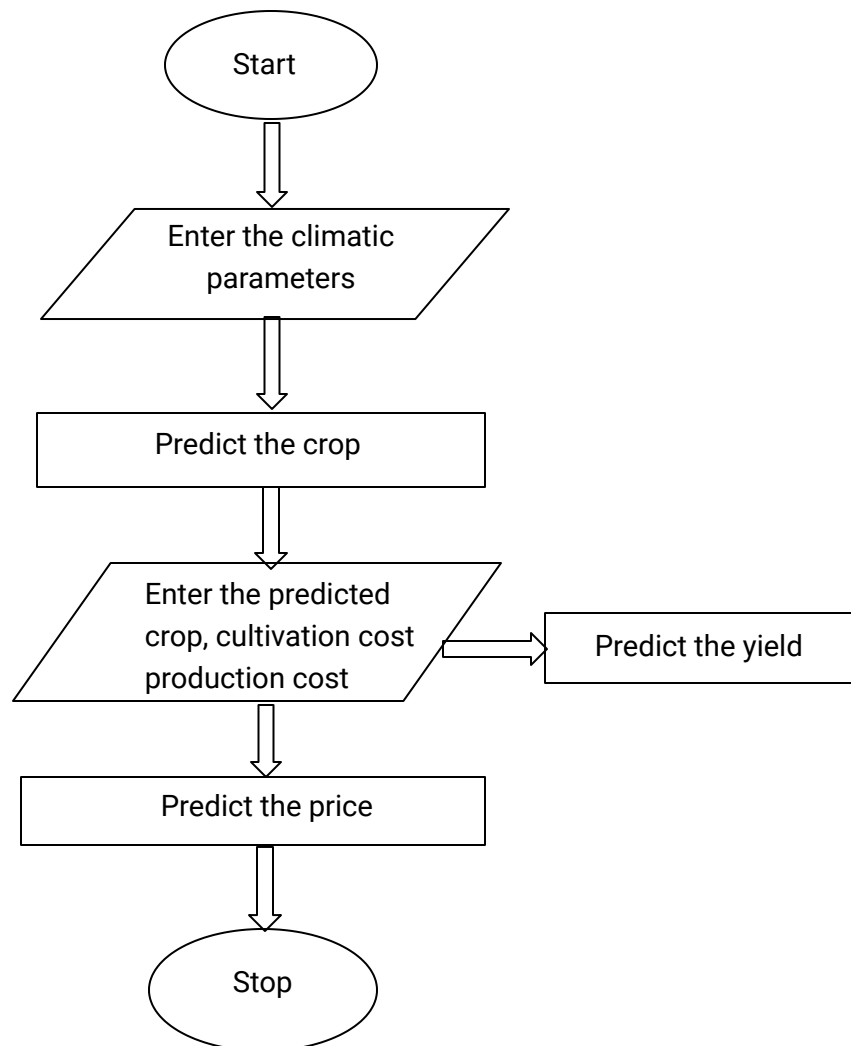 Start
Enter the climatic
parameters
Predict the crop
Enter the predicted
crop, cultivation cost
production cost
Predict the yield
Predict the price
Stop